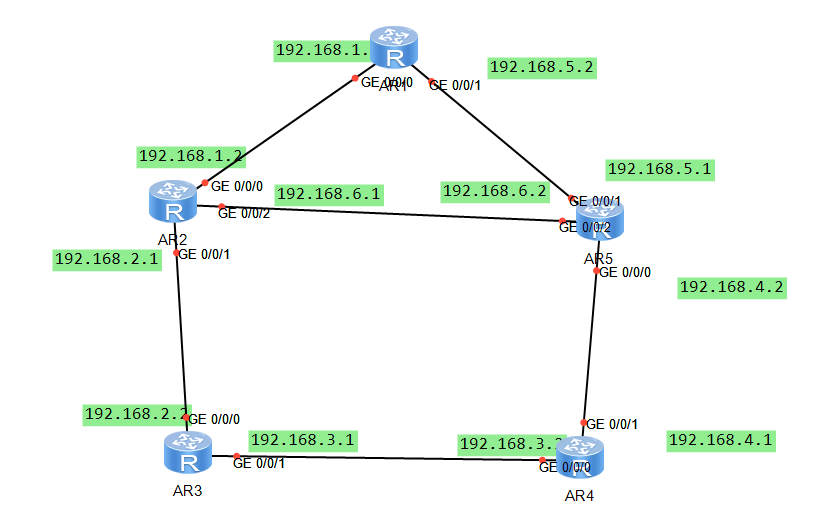 192.168.1.
GE 0/0/0
AR1
GE 0/0/1
192.168.5.2
192.168.1.2
GE 0/0/0
192.168.6.1
GE 0/0/2
AR2
GE 0/0/1
192.168.2.1
192.168.6.2
192.168.5.1
GE 0/0/1
GE 0/0/2
AR5
GE 0/0/0
192.168.4.2
192.168.2.2
GE 0/0/0
192.168.3.1
GE 0/0/1
AR3
192.168.3.
GE 0/0/1
192.168.4.1
GE 0/0/0
AR4